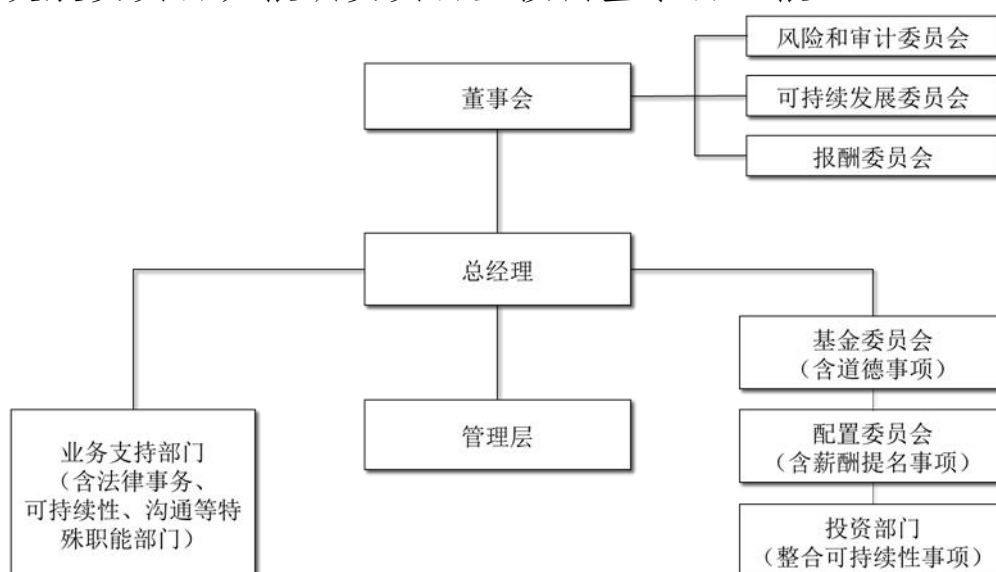 风险和审计委员会
董事会
可持续发展委员会
报酬委员会
总经理
基金委员会
（含道德事项）
管理层
业务支持部门
（含法律事务、
可持续性、沟通等特
殊职能部门）
配置委员会
（含薪酬提名事项）
投资部门
（整合可持续性事项）